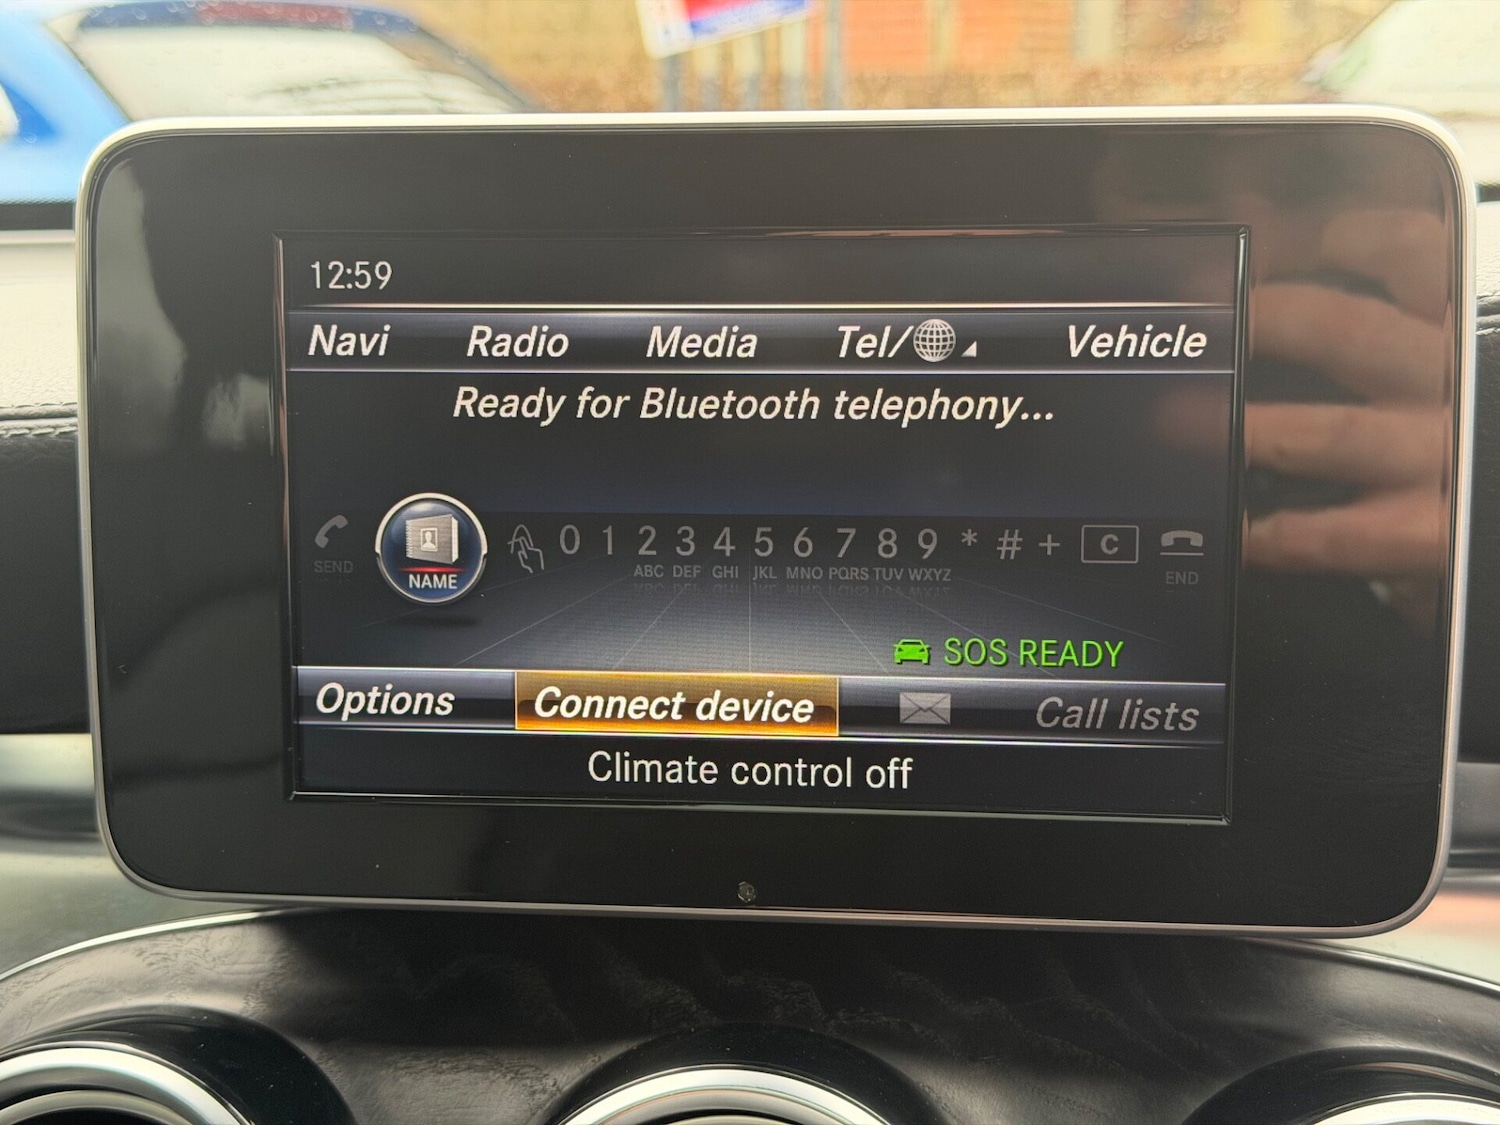 12:59
Navi Radio Media Tel/ Vehicle
Ready for Bluetooth telephony...
SEND NAME 0 1 2 3 4 5 6 7 8 9 * # + C END
ABC DEF GHI JKL MNO PQRS TUV WXYZ
SOS READY
Options Connect device Call lists
Climate control off